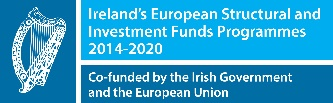 Ireland's European Structural and
Investment Funds Programmes
2014-2020
Co-funded by the Irish Government
and the European Union